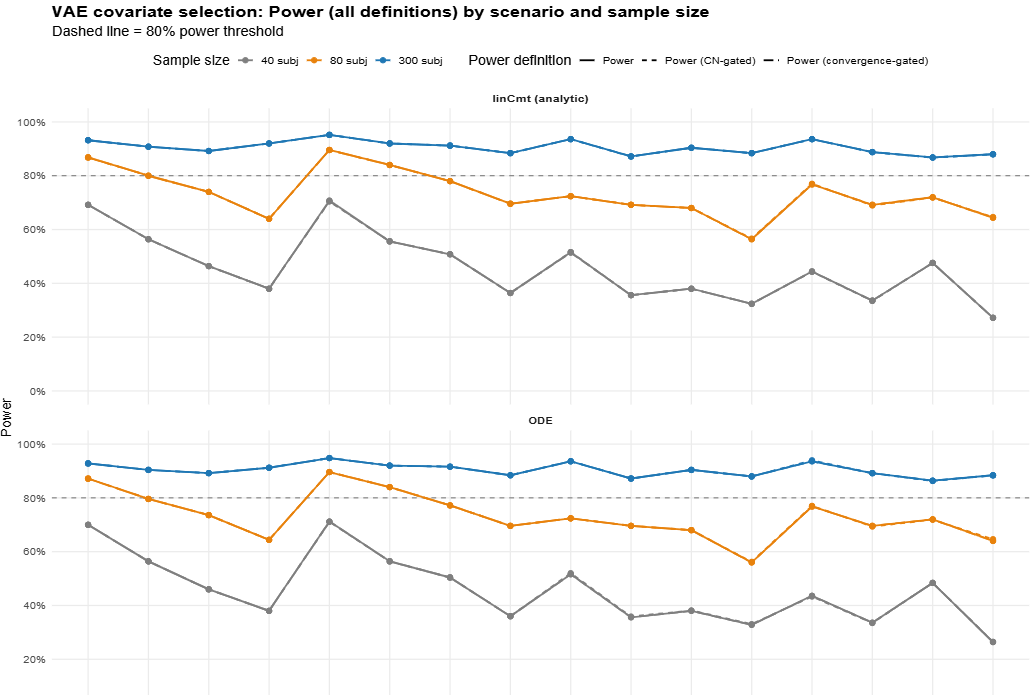 VAE covariate selection: Power (all definitions) by scenario and sample size
Dashed line = 80% power threshold
Sample size 40 subj 80 subj 300 subj Power definition Power Power (CN-gated) Power (convergence-gated)
linCmt (analytic)
100%
80%
60%
40%
20%
0%
Power
ODE
100%
80%
60%
40%
20%